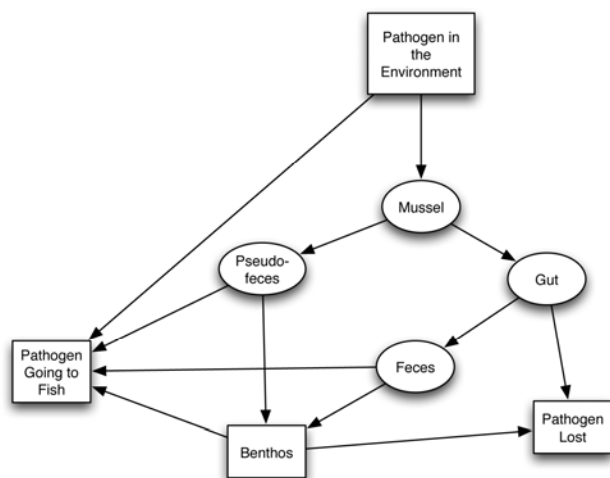 Pathogen in
the
Environment
Mussel
Pseudo-
feces
Gut
Pathogen
Going to
Fish
Feces
Pathogen
Lost
Benthos